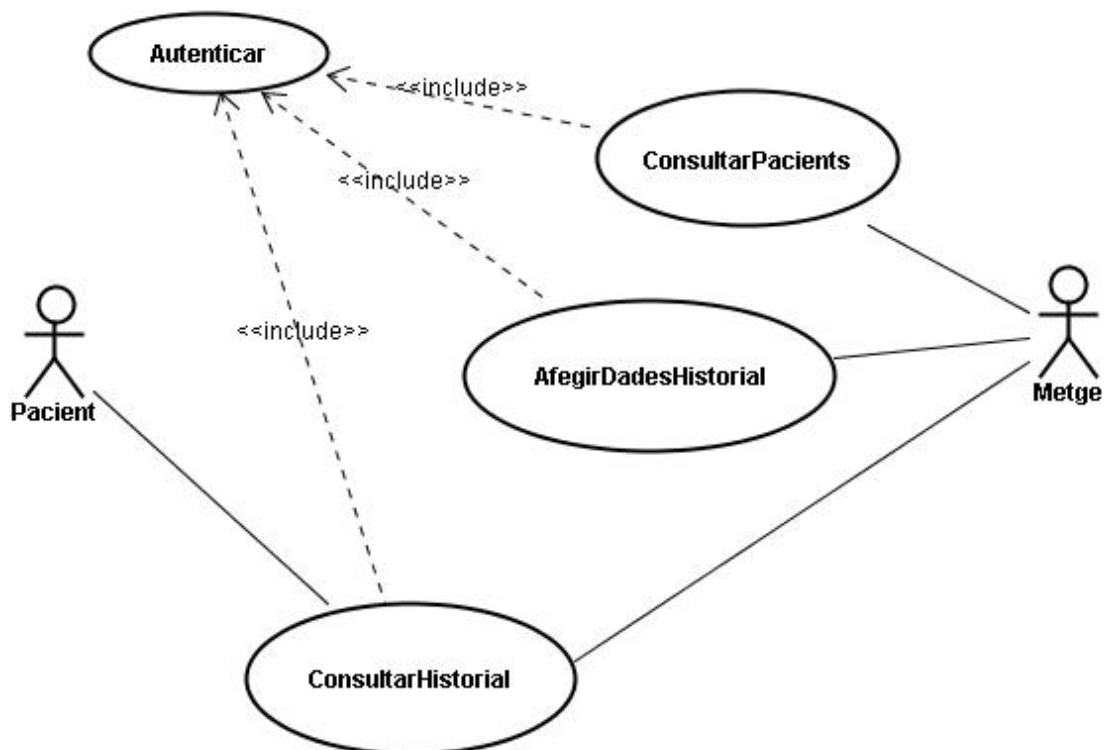 Autenticar
<<include>>
ConsultarPacients
<<include>>
<<include>>
AfegirDadesHistorial
Pacient
Metge
ConsultarHistorial